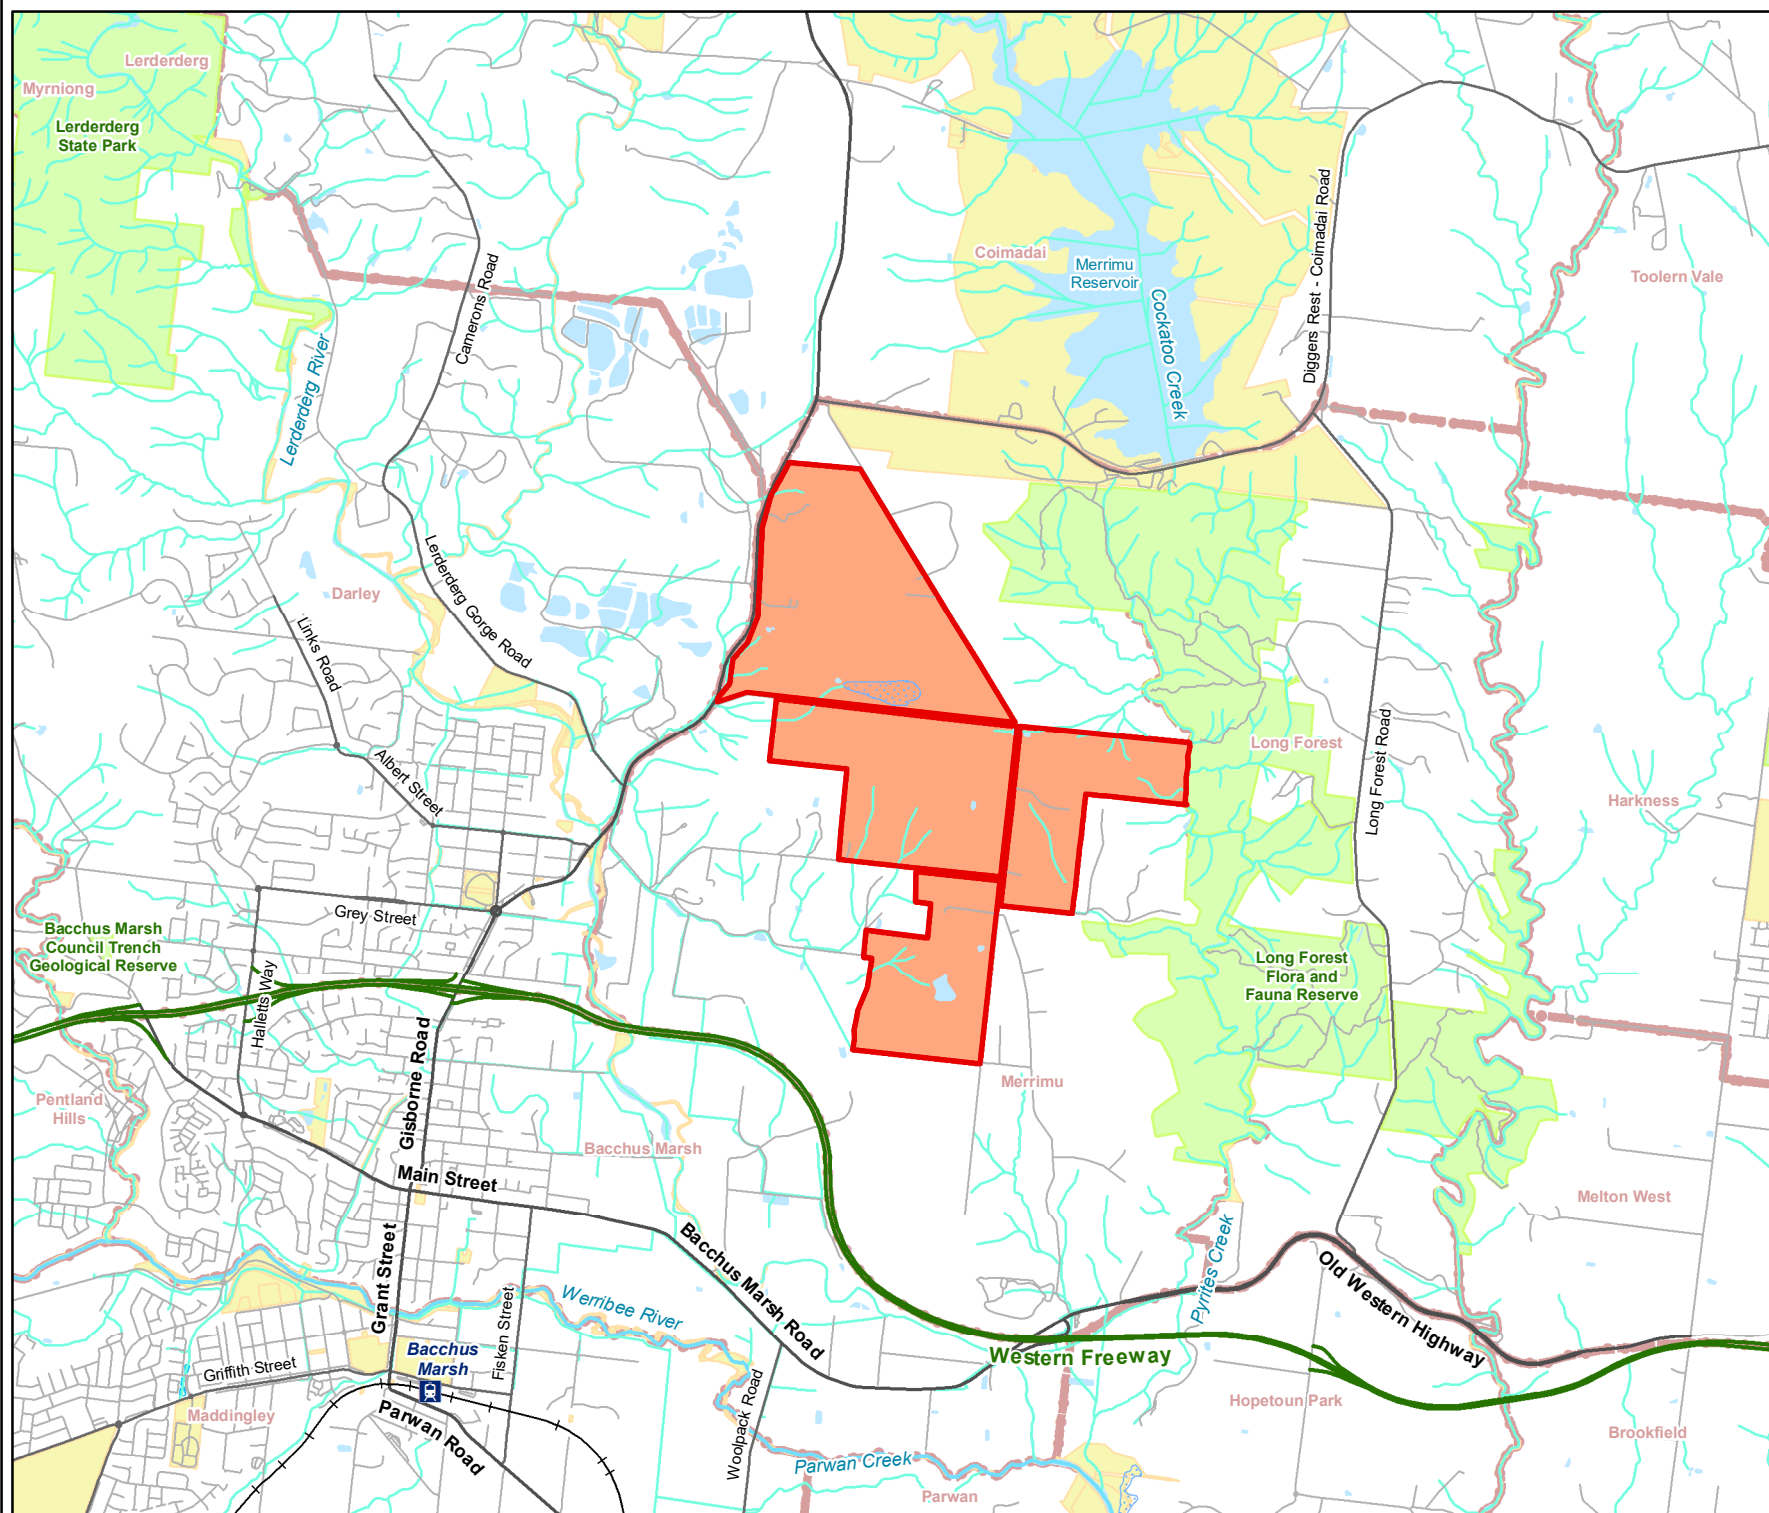 Lerderderg
Myrniong
Lerderderg
State Park
Camerons Road
Lerderderg River
Coimadai
Merrimu
Reservoir
Cockatoo Creek
Diggers Rest - Coimadai Road
Toolern Vale
Darley
Links Road
Lerderderg Gorge Road
Albert Street
Long Forest
Long Forest Road
Harkness
Grey Street
Bacchus Marsh
Council Trench
Geological Reserve
Halletts Way
Gisborne Road
Long Forest
Flora and
Fauna Reserve
Merrimu
Pentland
Hills
Bacchus Marsh
Main Street
Melton West
Grant Street
Bacchus Marsh Road
Werribee River
Pyrites Creek
Old Western Highway
Fisken Street
Bacchus
Marsh
Griffith Street
Western Freeway
Maddingley
Parwan Road
Woolpack Road
Hopetoun Park
Brookfield
Parwan Creek
Parwan